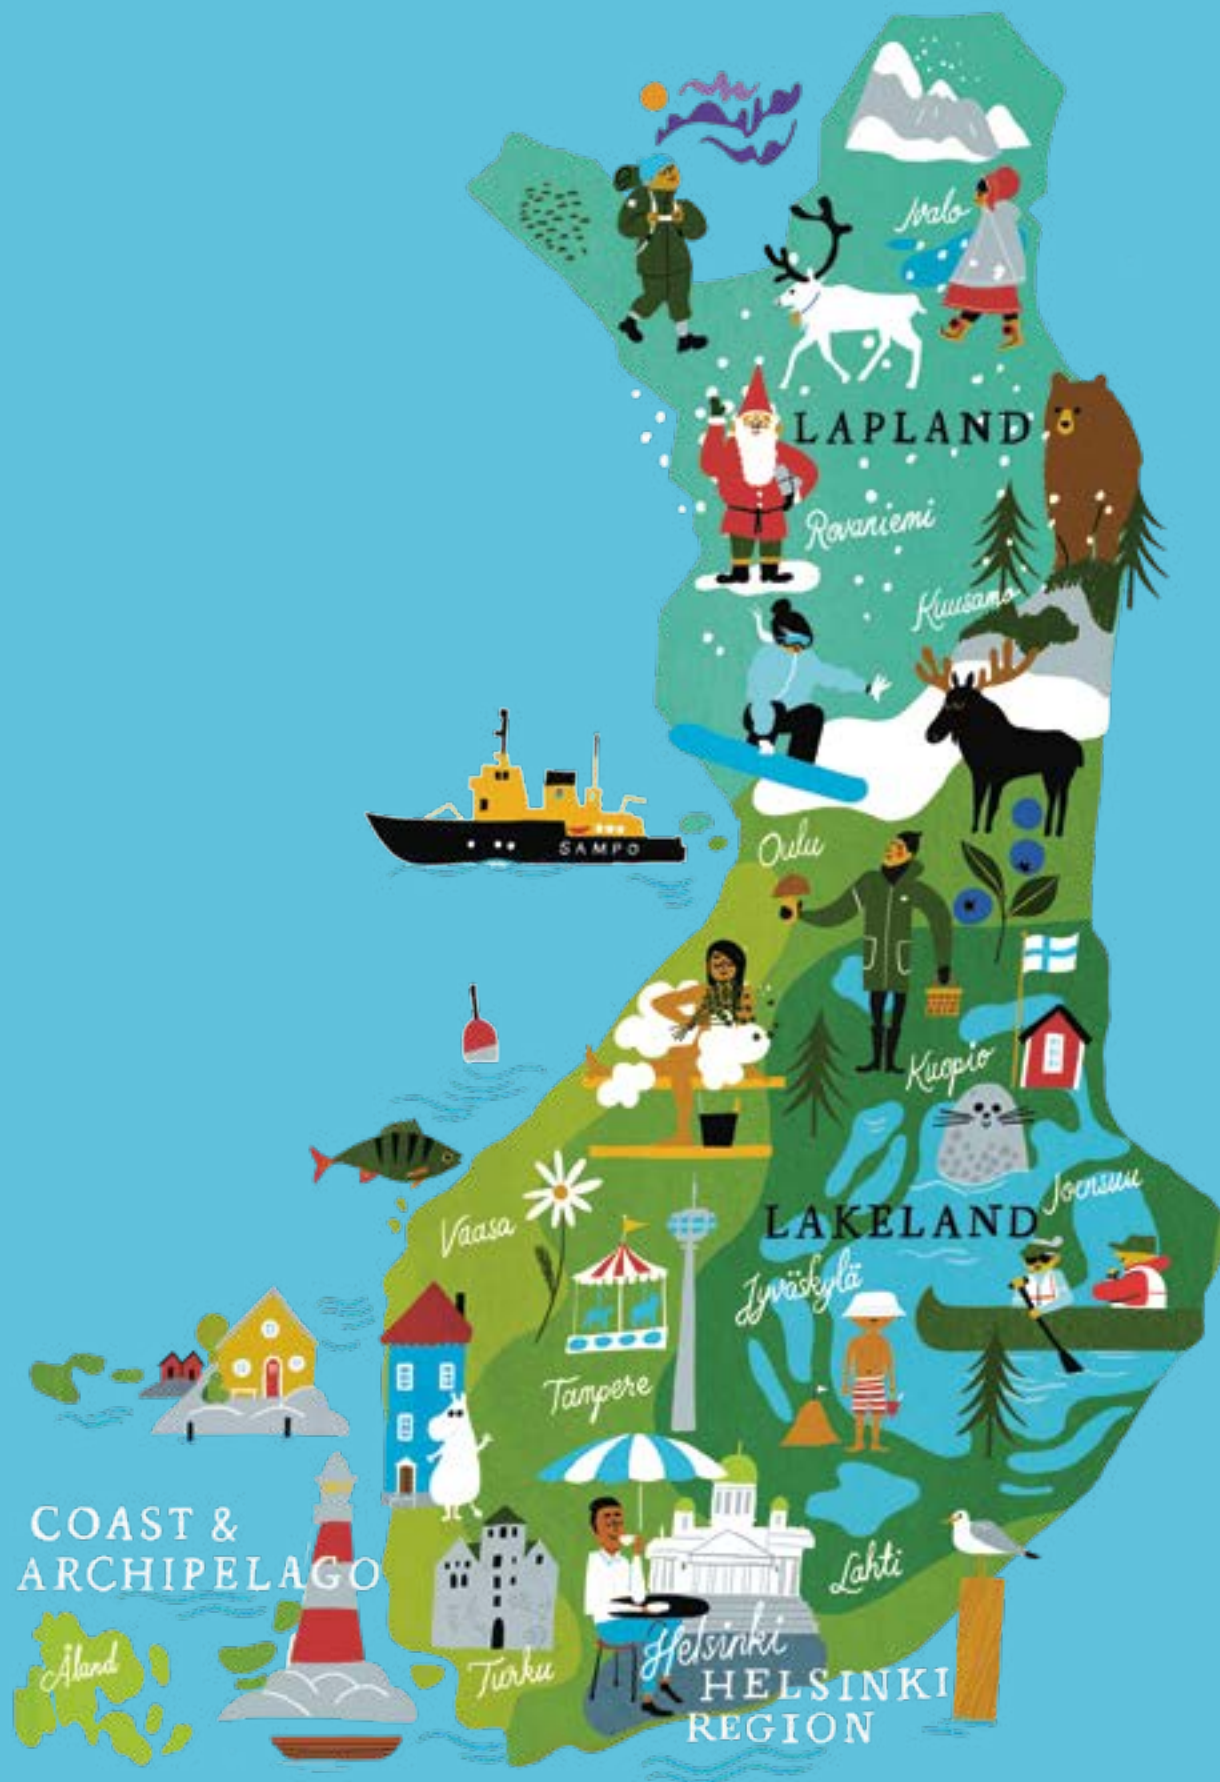 Ivalo
LAPLAND
Rovaniemi
Kuusamo
SAMPO
Oulu
Kuopio
Joensuu
Vaasa
LAKELAND
Jyväskylä
Tampere
COAST &
ARCHIPELAGO
Lahti
Helsinki
Åland
Turku
HELSINKI
REGION